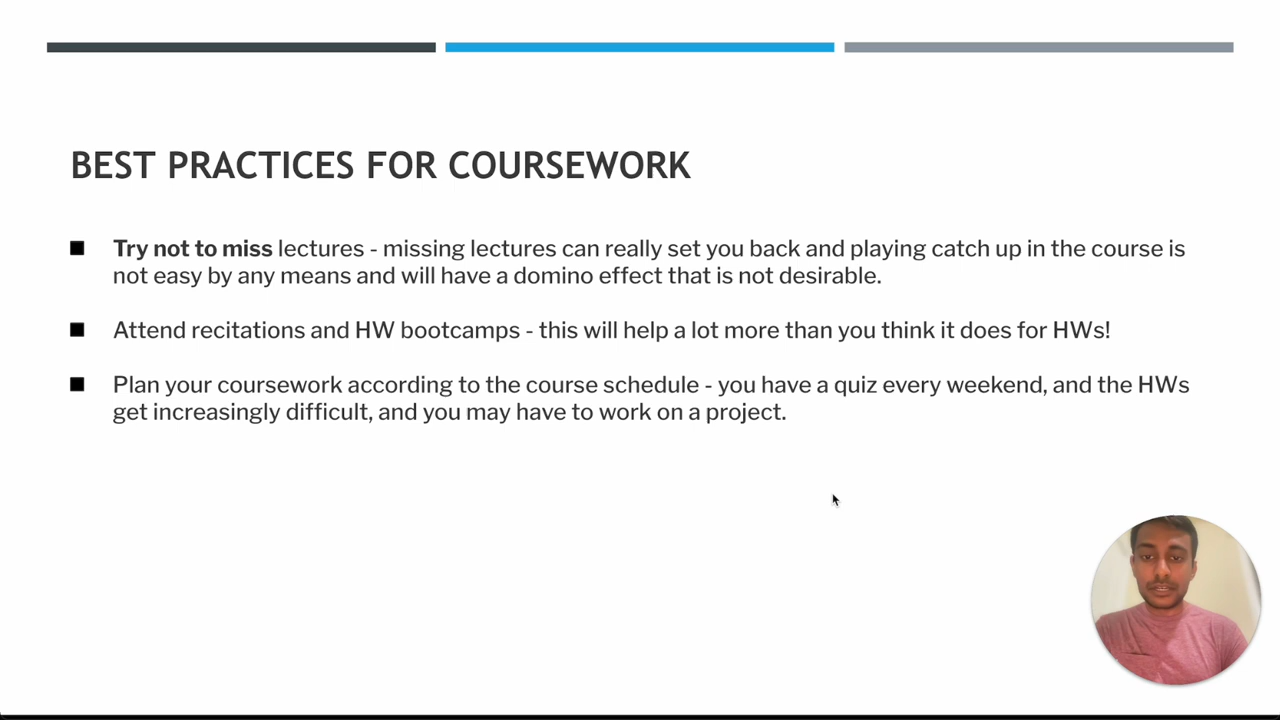 BEST PRACTICES FOR COURSEWORK
Try not to miss lectures - missing lectures can really set you back and playing catch up in the course is
not easy by any means and will have a domino effect that is not desirable.
Attend recitations and HW bootcamps - this will help a lot more than you think it does for HWs!
Plan your coursework according to the course schedule - you have a quiz every weekend, and the HWs
get increasingly difficult, and you may have to work on a project.